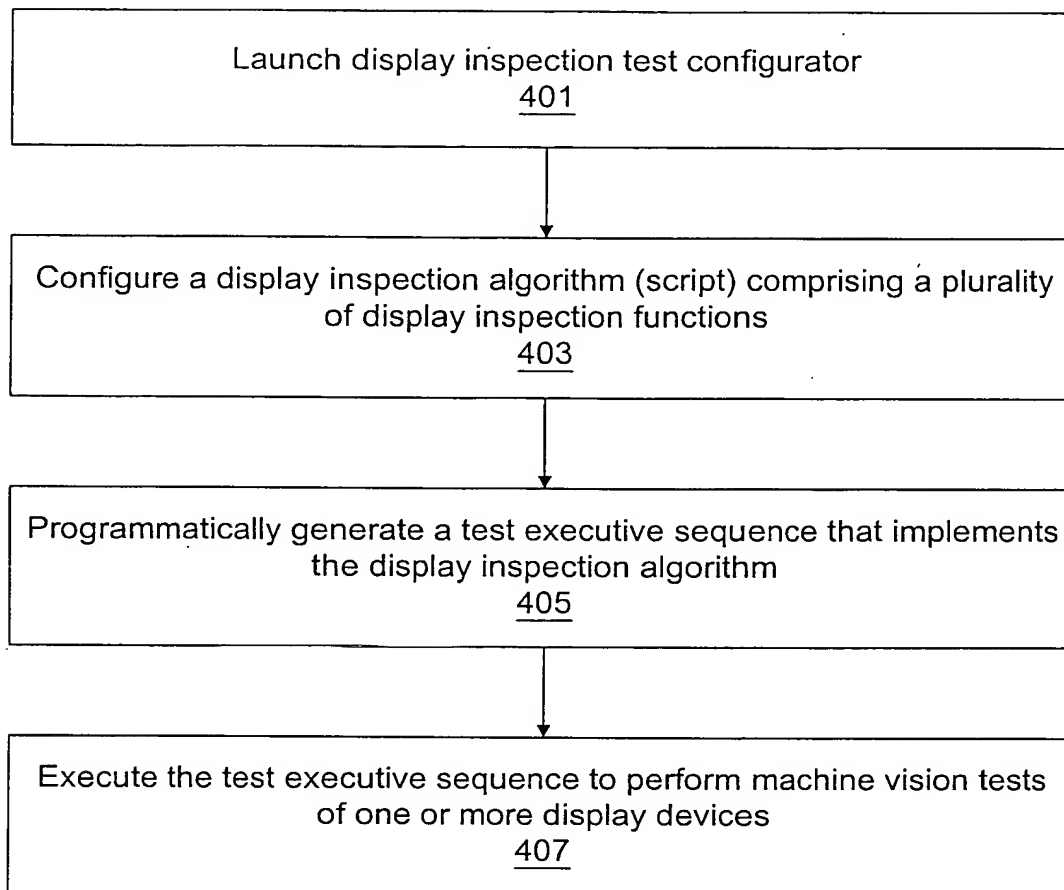 Launch display inspection test configurator
401
Configure a display inspection algorithm (script) comprising a plurality
of display inspection functions
403
Programmatically generate a test executive sequence that implements
the display inspection algorithm
405
Execute the test executive sequence to perform machine vision tests
of one or more display devices
407